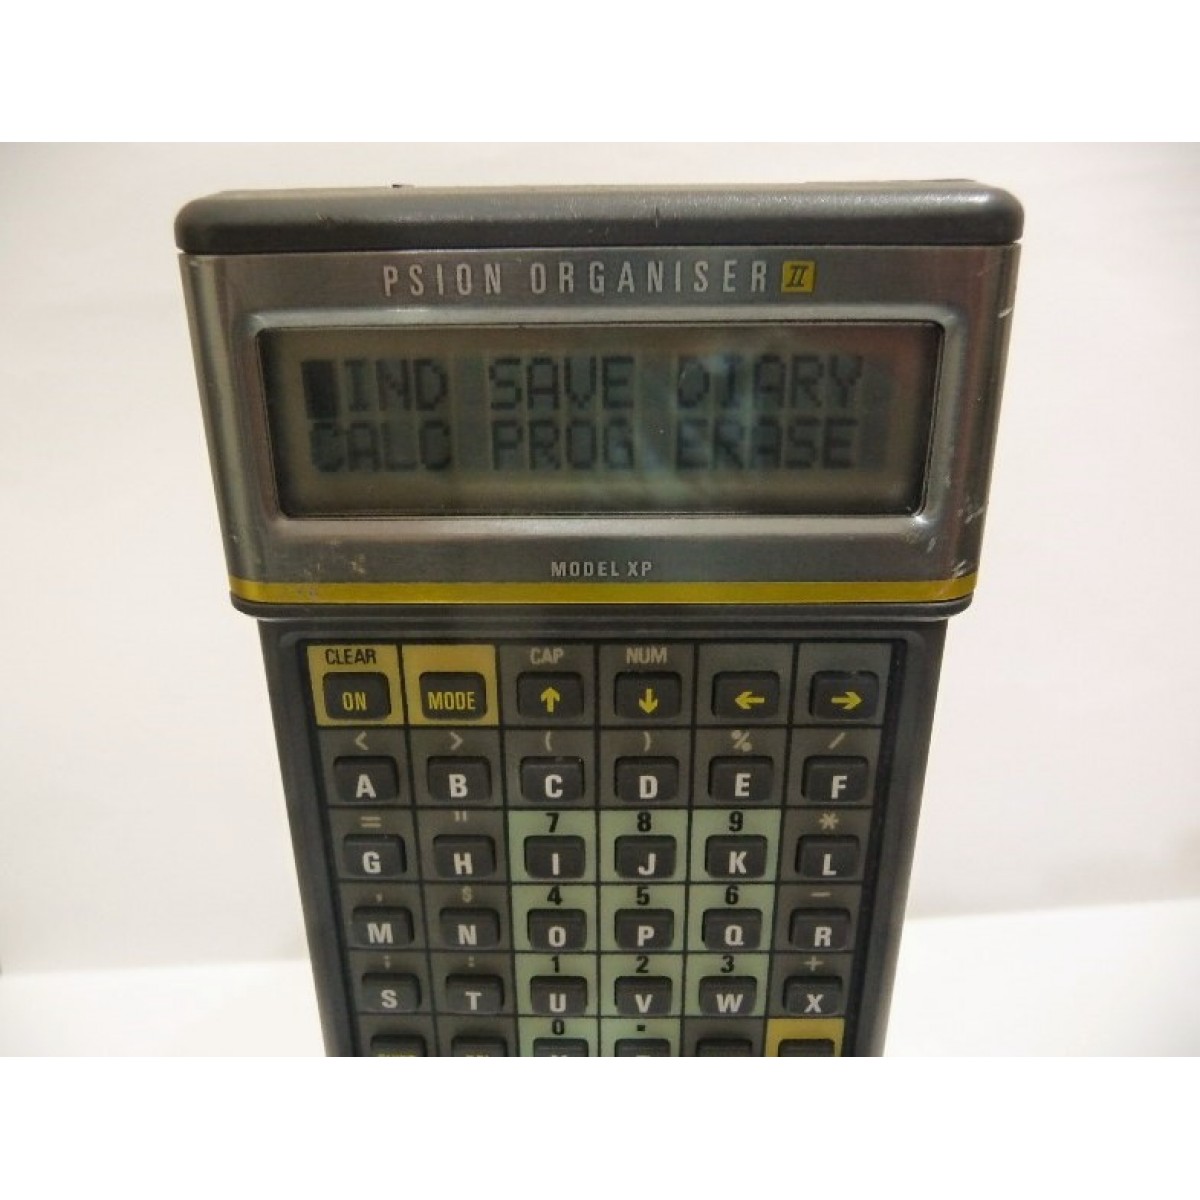 PSION ORGANISER II
IND SAVE DIARY
CALC PROG ERASE
MODEL XP
CLEAR CAP NUM
ON MODE ↑ ↓ ← →
< > ( ) % /
A B C D E F
= " 7 8 9 *
G H I J K L
, $ 4 5 6 -
M N O P Q R
; : 1 2 3 +
S T U V W X
0 .